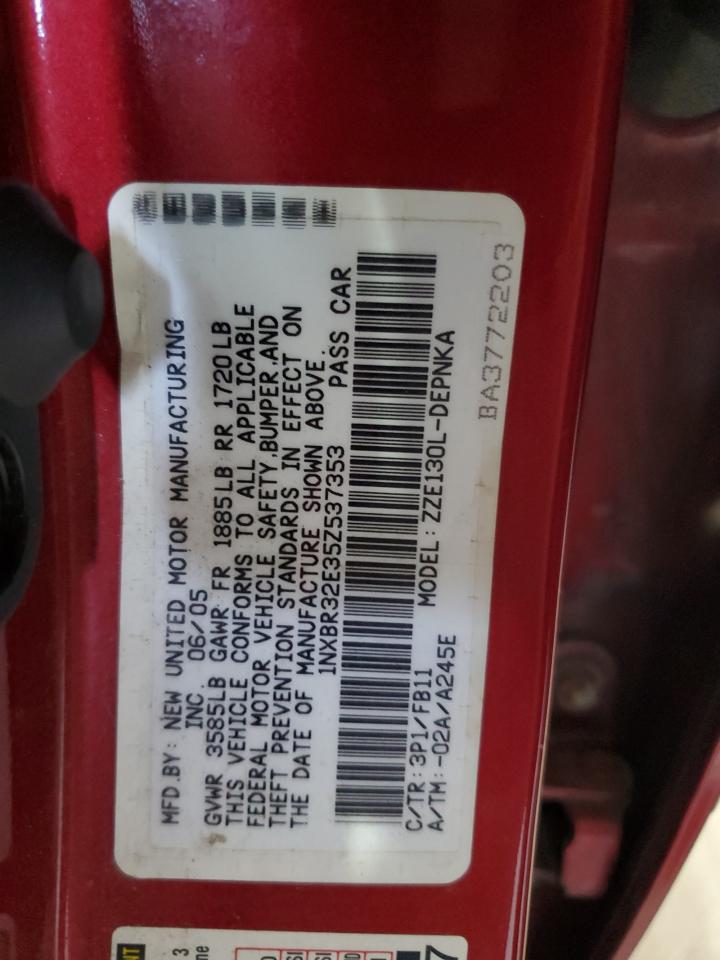 MFD.BY: NEW UNITED MOTOR MANUFACTURING
INC. 06/05
GVWR 3585LB GAWR FR 1885LB RR 1720LB
THIS VEHICLE CONFORMS TO ALL APPLICABLE
FEDERAL MOTOR VEHICLE SAFETY,BUMPER,AND
THEFT PREVENTION STANDARDS IN EFFECT ON
THE DATE OF MANUFACTURE SHOWN ABOVE.
1NXBR32E35Z537353 PASS CAR
C/TR:3P1/FB11 MODEL:ZZE130L-DEPNKA
A/TM:-02A/A245E
BA3772203
3
7